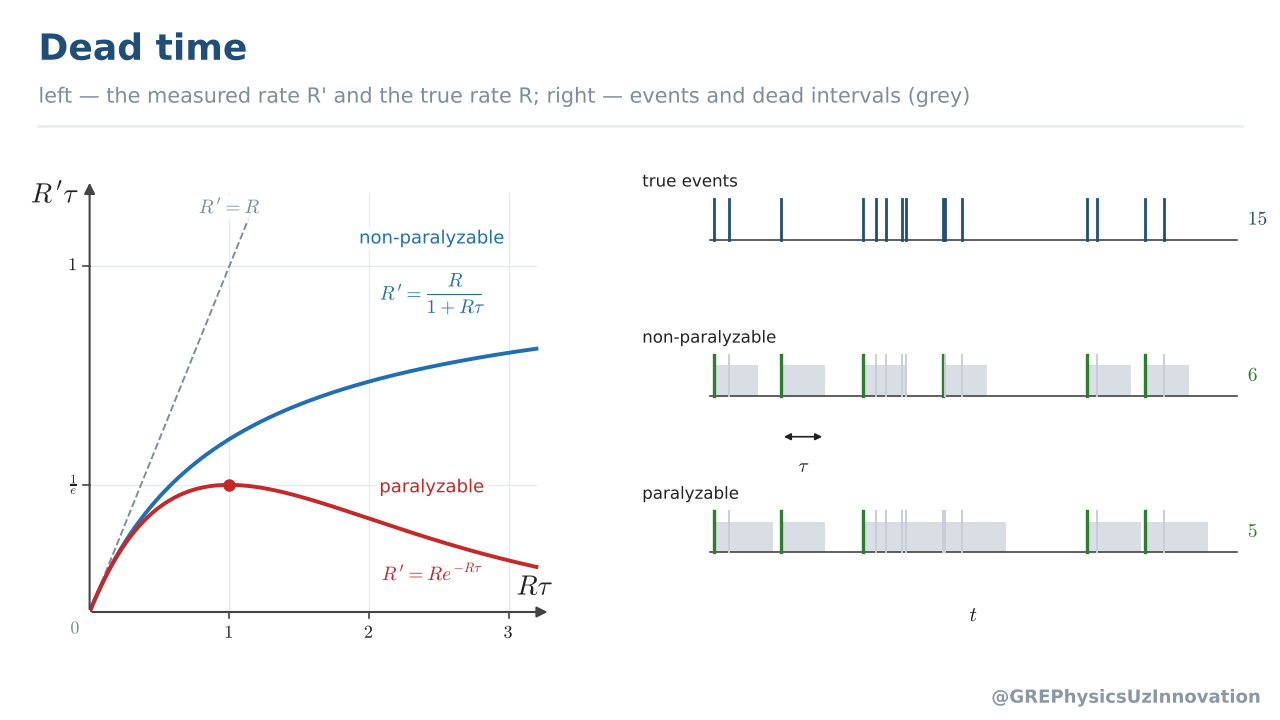 Dead time
left — the measured rate R' and the true rate R; right — events and dead intervals (grey)
R'τ
R' = R
non-paralyzable
R' = R / (1 + Rτ)
1
1/e
paralyzable
R' = Re^{−Rτ}
Rτ
0
1
2
3
true events
15
non-paralyzable
6
τ
paralyzable
5
t
@GREPhysicsUzInnovation